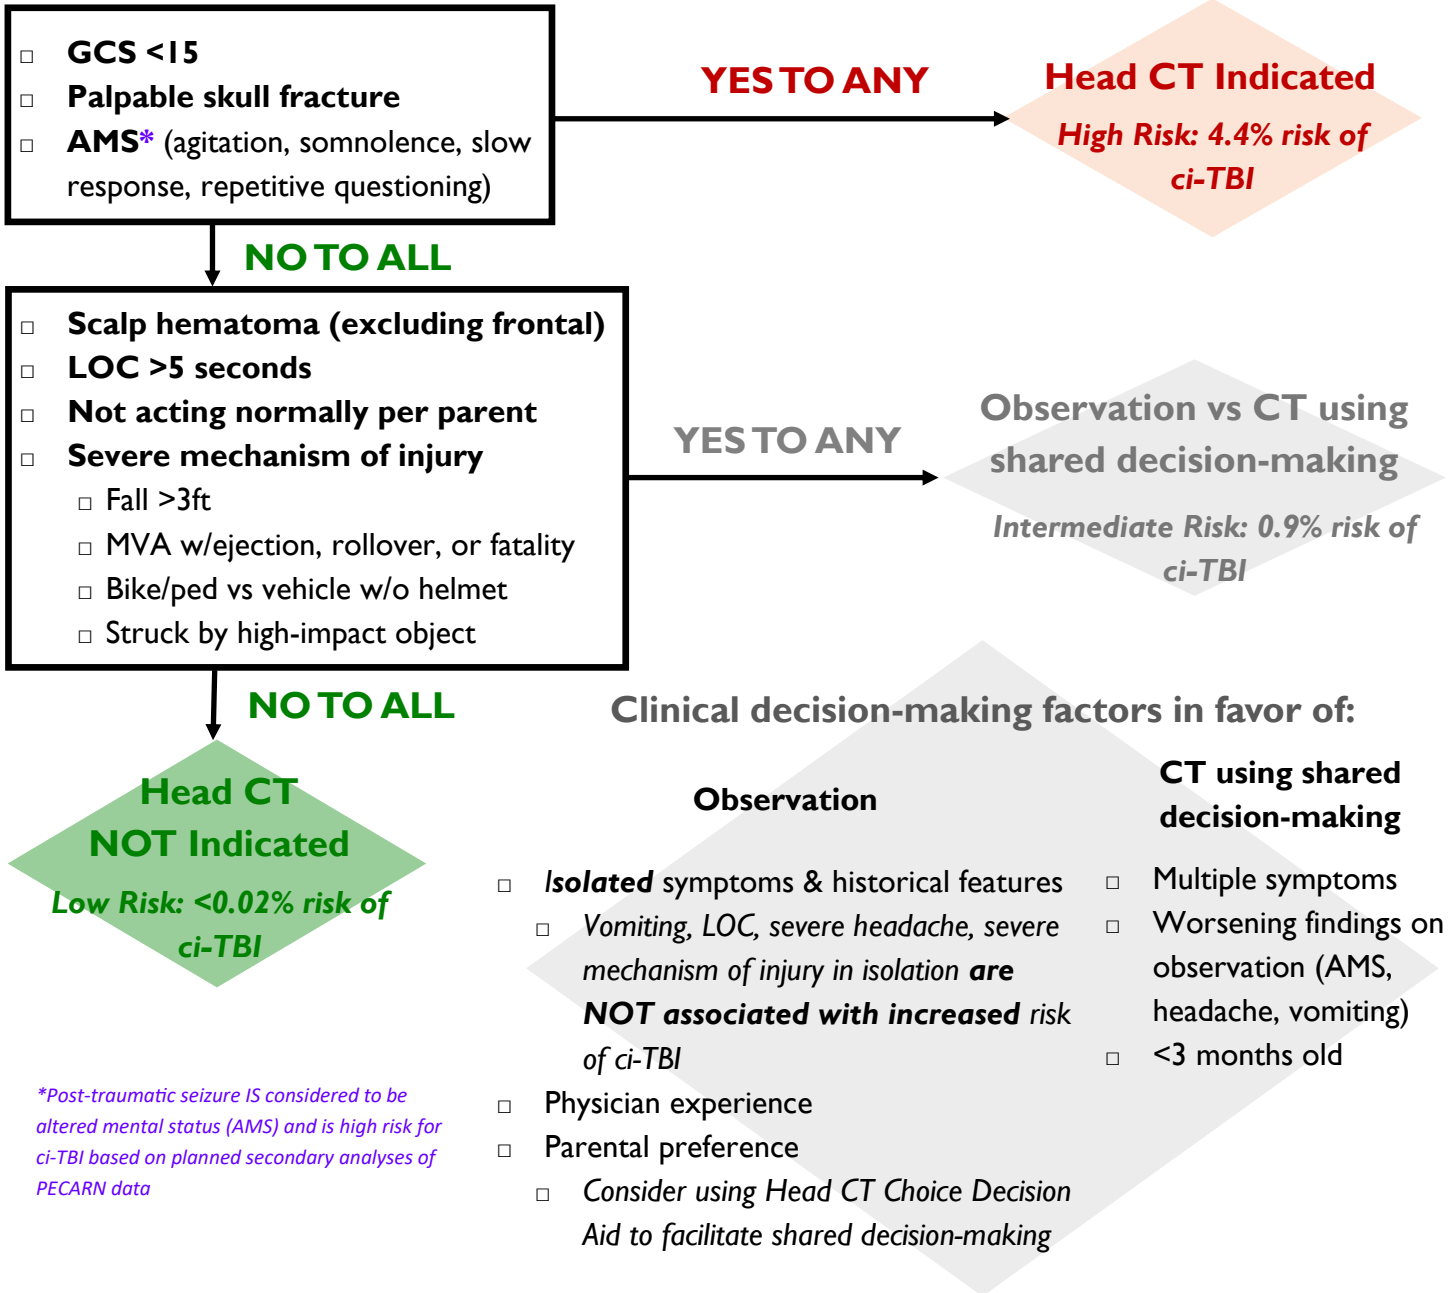 □ GCS <15
□ Palpable skull fracture
□ AMS* (agitation, somnolence, slow
response, repetitive questioning)
YES TO ANY
Head CT Indicated
High Risk: 4.4% risk of
ci-TBI
NO TO ALL
□ Scalp hematoma (excluding frontal)
□ LOC >5 seconds
□ Not acting normally per parent
□ Severe mechanism of injury
□ Fall >3ft
□ MVA w/ejection, rollover, or fatality
□ Bike/ped vs vehicle w/o helmet
□ Struck by high-impact object
YES TO ANY
Observation vs CT using
shared decision-making
Intermediate Risk: 0.9% risk of
ci-TBI
NO TO ALL
Head CT
NOT Indicated
Low Risk: <0.02% risk of
ci-TBI
Clinical decision-making factors in favor of:
Observation
□ Isolated symptoms & historical features
□ Vomiting, LOC, severe headache, severe
mechanism of injury in isolation are
NOT associated with increased risk
of ci-TBI
□ Physician experience
□ Parental preference
□ Consider using Head CT Choice Decision
Aid to facilitate shared decision-making
CT using shared
decision-making
□ Multiple symptoms
□ Worsening findings on
observation (AMS,
headache, vomiting)
□ <3 months old
*Post-traumatic seizure IS considered to be
altered mental status (AMS) and is high risk for
ci-TBI based on planned secondary analyses of
PECARN data